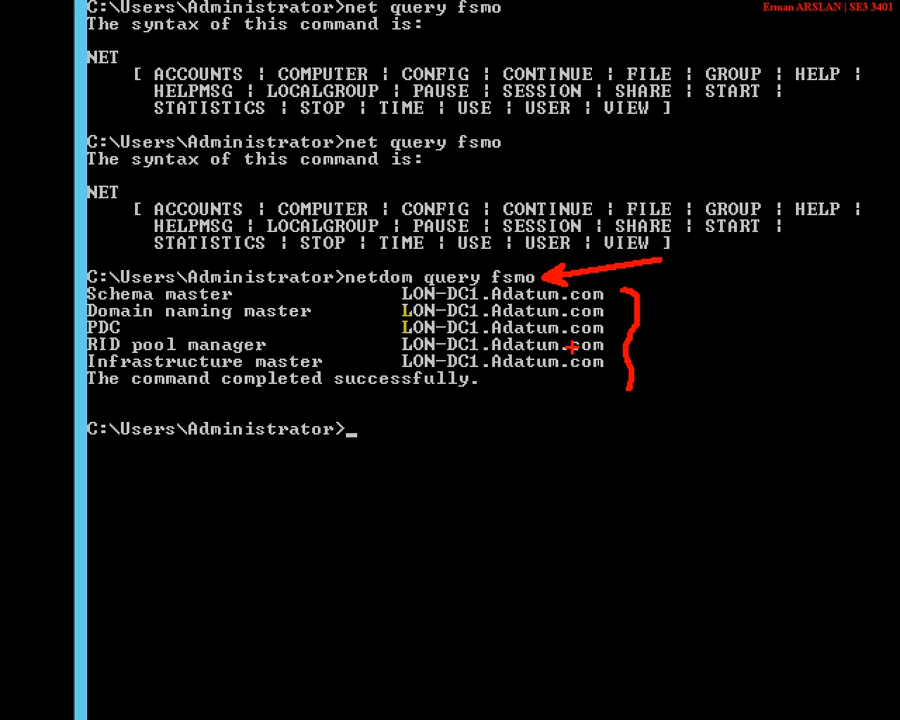 Erman ARSLAN | SE3 3401
C:\Users\Administrator>net query fsmo
The syntax of this command is:
NET
[ ACCOUNTS ¦ COMPUTER ¦ CONFIG ¦ CONTINUE ¦ FILE ¦ GROUP ¦ HELP ¦
HELPMSG ¦ LOCALGROUP ¦ PAUSE ¦ SESSION ¦ SHARE ¦ START ¦
STATISTICS ¦ STOP ¦ TIME ¦ USE ¦ USER ¦ VIEW ]
C:\Users\Administrator>net query fsmo
The syntax of this command is:
NET
[ ACCOUNTS ¦ COMPUTER ¦ CONFIG ¦ CONTINUE ¦ FILE ¦ GROUP ¦ HELP ¦
HELPMSG ¦ LOCALGROUP ¦ PAUSE ¦ SESSION ¦ SHARE ¦ START ¦
STATISTICS ¦ STOP ¦ TIME ¦ USE ¦ USER ¦ VIEW ]
C:\Users\Administrator>netdom query fsmo
Schema master LON-DC1.Adatum.com
Domain naming master LON-DC1.Adatum.com
PDC LON-DC1.Adatum.com
RID pool manager LON-DC1.Adatum.com
Infrastructure master LON-DC1.Adatum.com
The command completed successfully.
C:\Users\Administrator>_